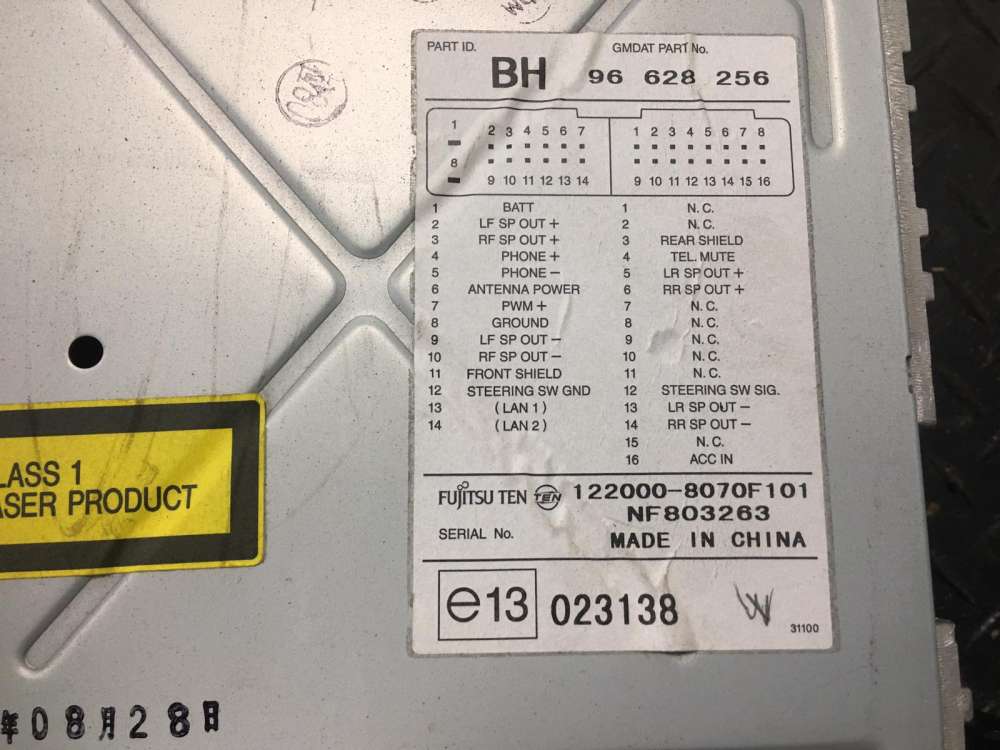 PART ID. GMDAT PART No.
BH 96 628 256
1 2 3 4 5 6 7 1 2 3 4 5 6 7 8
8 9 10 11 12 13 14 9 10 11 12 13 14 15 16
1 BATT 1 N. C.
2 LF SP OUT + 2 N. C.
3 RF SP OUT + 3 REAR SHIELD
4 PHONE + 4 TEL. MUTE
5 PHONE − 5 LR SP OUT +
6 ANTENNA POWER 6 RR SP OUT +
7 PWM + 7 N. C.
8 GROUND 8 N. C.
9 LF SP OUT − 9 N. C.
10 RF SP OUT − 10 N. C.
11 FRONT SHIELD 11 N. C.
12 STEERING SW GND 12 STEERING SW SIG.
13 ( LAN 1 ) 13 LR SP OUT −
14 ( LAN 2 ) 14 RR SP OUT −
15 N. C.
16 ACC IN
FUJITSU TEN TEN 122000-8070F101
NF803263
SERIAL No. MADE IN CHINA
e13 023138
31100
LASS 1
ASER PRODUCT
年08月28日